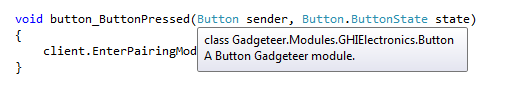 void button_ButtonPressed(Button sender, Button.ButtonState state)
{
client.EnterPairingMod
class Gadgeteer.Modules.GHIElectronics.Button
A Button Gadgeteer module.
}